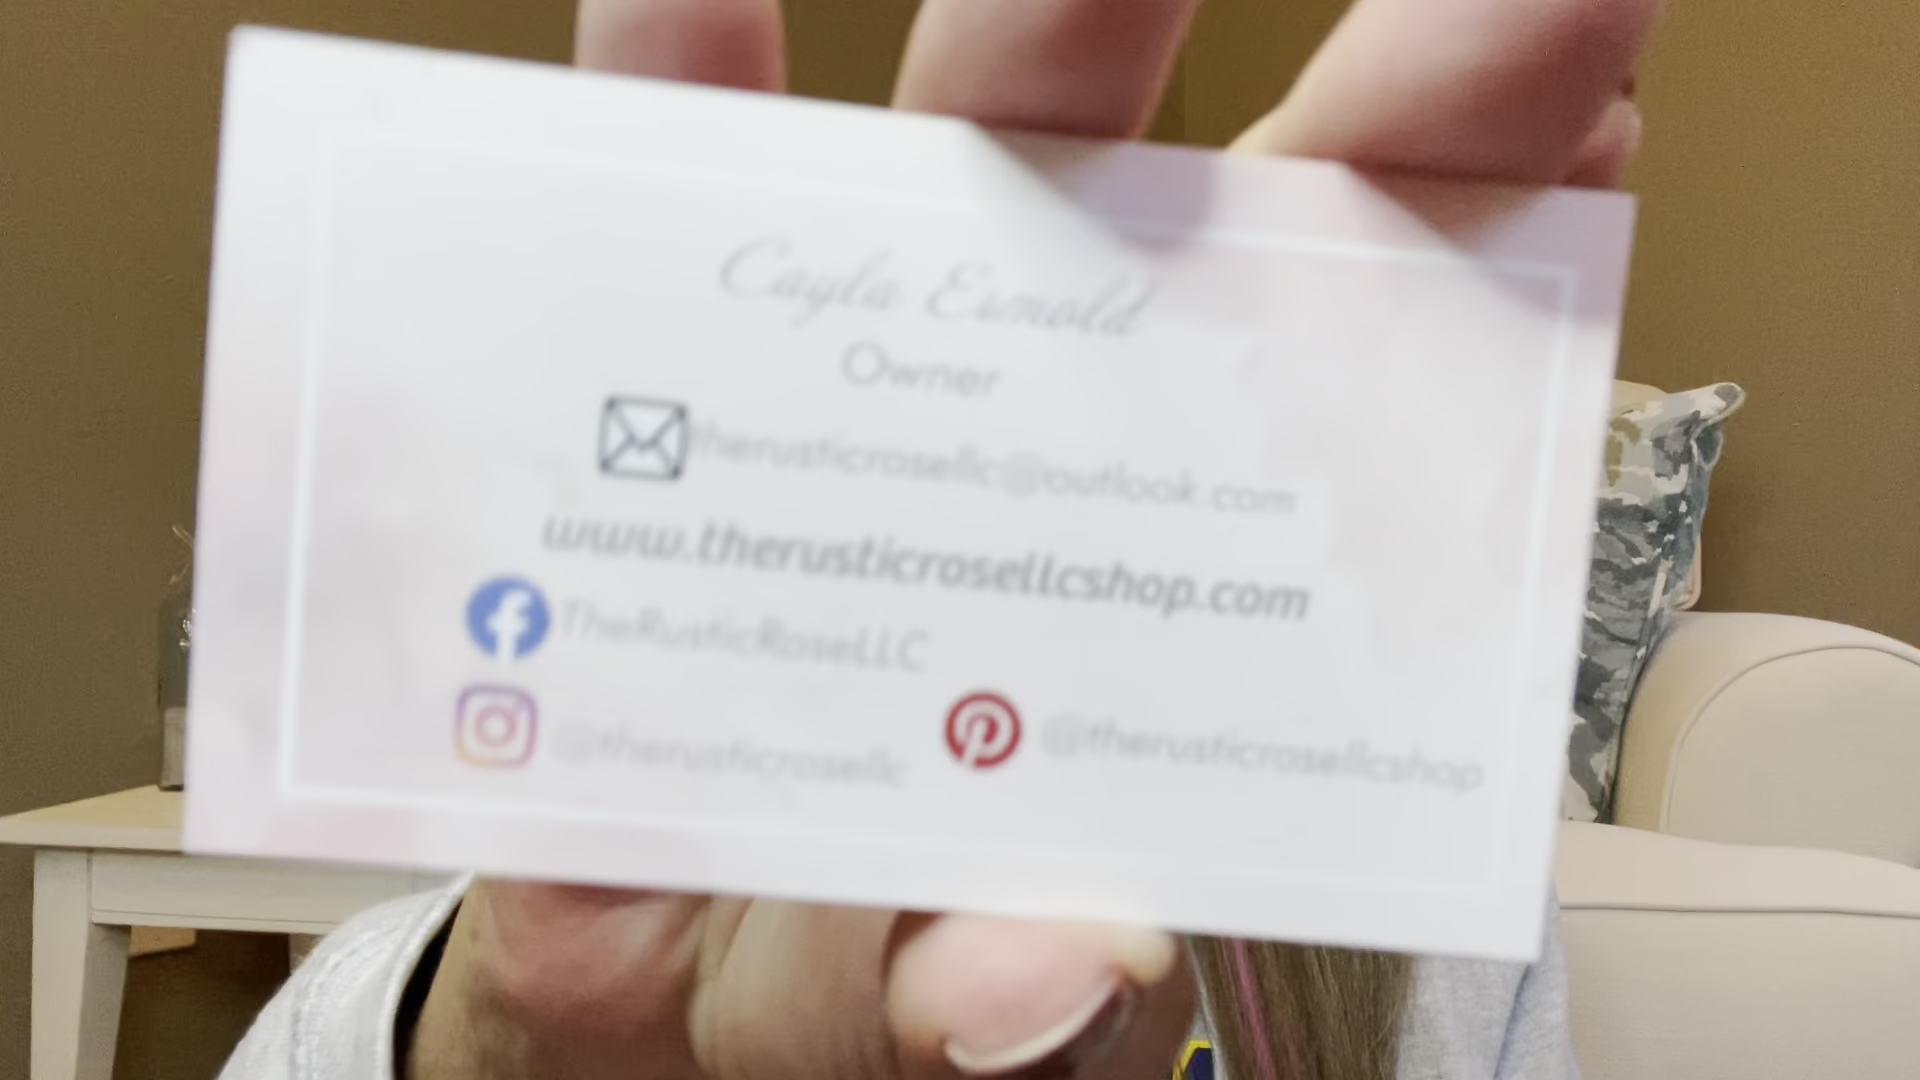 Cayla
Owner
therusticrosellc@outlook.com
www.therusticrosellcshop.com
TheRusticRoseLLC
@therusticrosellc @therusticrosellcshop